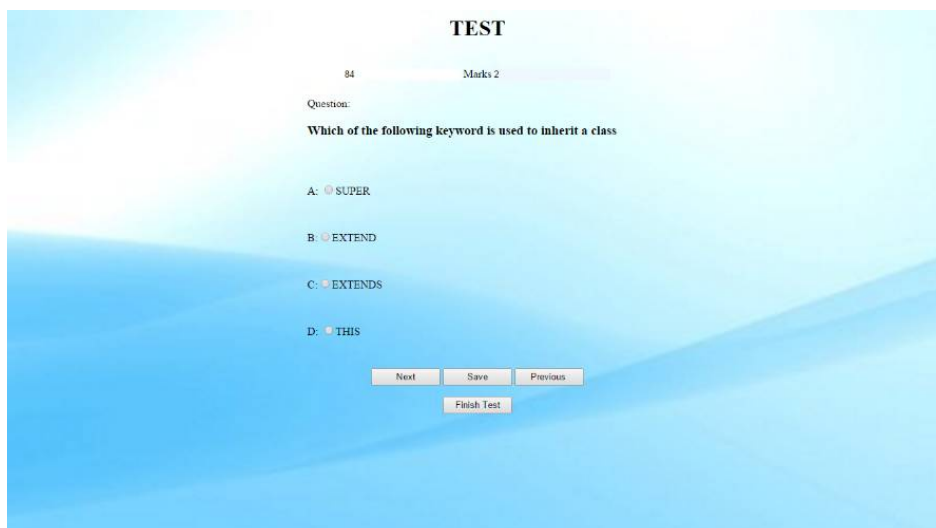 TEST
84 Marks 2
Question:
Which of the following keyword is used to inherit a class
A: SUPER
B: EXTEND
C: EXTENDS
D: THIS
Next Save Previous
Finish Test